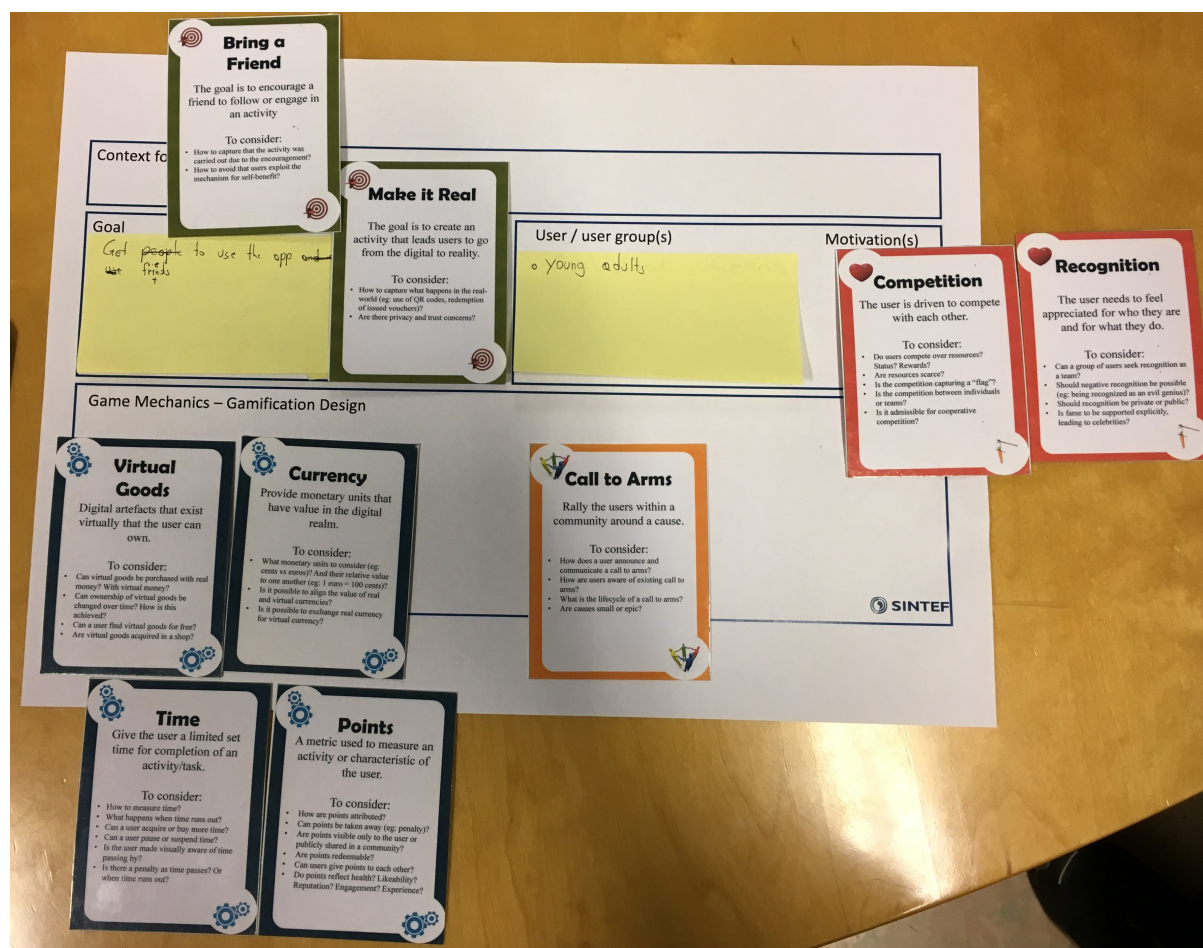 Bring a
Friend
The goal is to encourage a
friend to follow or engage in
an activity
To consider:
• How to capture that the activity was
carried out due to the encouragement?
• How to avoid that users exploit the
mechanism for self-benefit?
Context fo
Make it Real
The goal is to create an
activity that leads users to go
from the digital to reality.
To consider:
• How to capture what happens in the real-
world (eg: use of QR codes, redemption
of issued vouchers)?
• Are there privacy and trust concerns?
Goal
Get people to use the app and
use friends
User / user group(s)
o young adults
Motivation(s)
Competition
The user is driven to compete
with each other.
To consider:
• Do users compete over resources?
Status? Rewards?
• Are resources scarce?
• Is the competition capturing a "flag"?
• Is the competition between individuals
or teams?
• Is it admissible for cooperative
competition?
Recognition
The user needs to feel
appreciated for who they are
and for what they do.
To consider:
• Can a group of users seek recognition as
a team?
• Should negative recognition be possible
(eg: being recognized as an evil genius)?
• Should recognition be private or public?
• Is fame to be supported explicitly,
leading to celebrities?
Game Mechanics – Gamification Design
Virtual
Goods
Digital artefacts that exist
virtually that the user can
own.
To consider:
• Can virtual goods be purchased with real
money? With virtual money?
• Can ownership of virtual goods be
changed over time? How is this
achieved?
• Can a user find virtual goods for free?
• Are virtual goods acquired in a shop?
Currency
Provide monetary units that
have value in the digital
realm.
To consider:
• What monetary units to consider (eg:
cents vs euros)? And their relative value
to one another (eg: 1 euro = 100 cents)?
• Is it possible to align the value of real
and virtual currencies?
• Is it possible to exchange real currency
for virtual currency?
Call to Arms
Rally the users within a
community around a cause.
To consider:
• How does a user announce and
communicate a call to arms?
• How are users aware of existing call to
arms?
• What is the lifecycle of a call to arms?
• Are causes small or epic?
SINTEF
Time
Give the user a limited set
time for completion of an
activity/task.
To consider:
• How to measure time?
• What happens when time runs out?
• Can a user acquire or buy more time?
• Can a user pause or suspend time?
• Is the user made visually aware of time
passing by?
• Is there a penalty as time passes? Or
when time runs out?
Points
A metric used to measure an
activity or characteristic of
the user.
To consider:
• How are points attributed?
• Can points be taken away (eg: penalty)?
• Are points visible only to the user or
publicly shared in a community?
• Are points redeemable?
• Can users give points to each other?
• Do points reflect health? Likeability?
Reputation? Engagement? Experience?